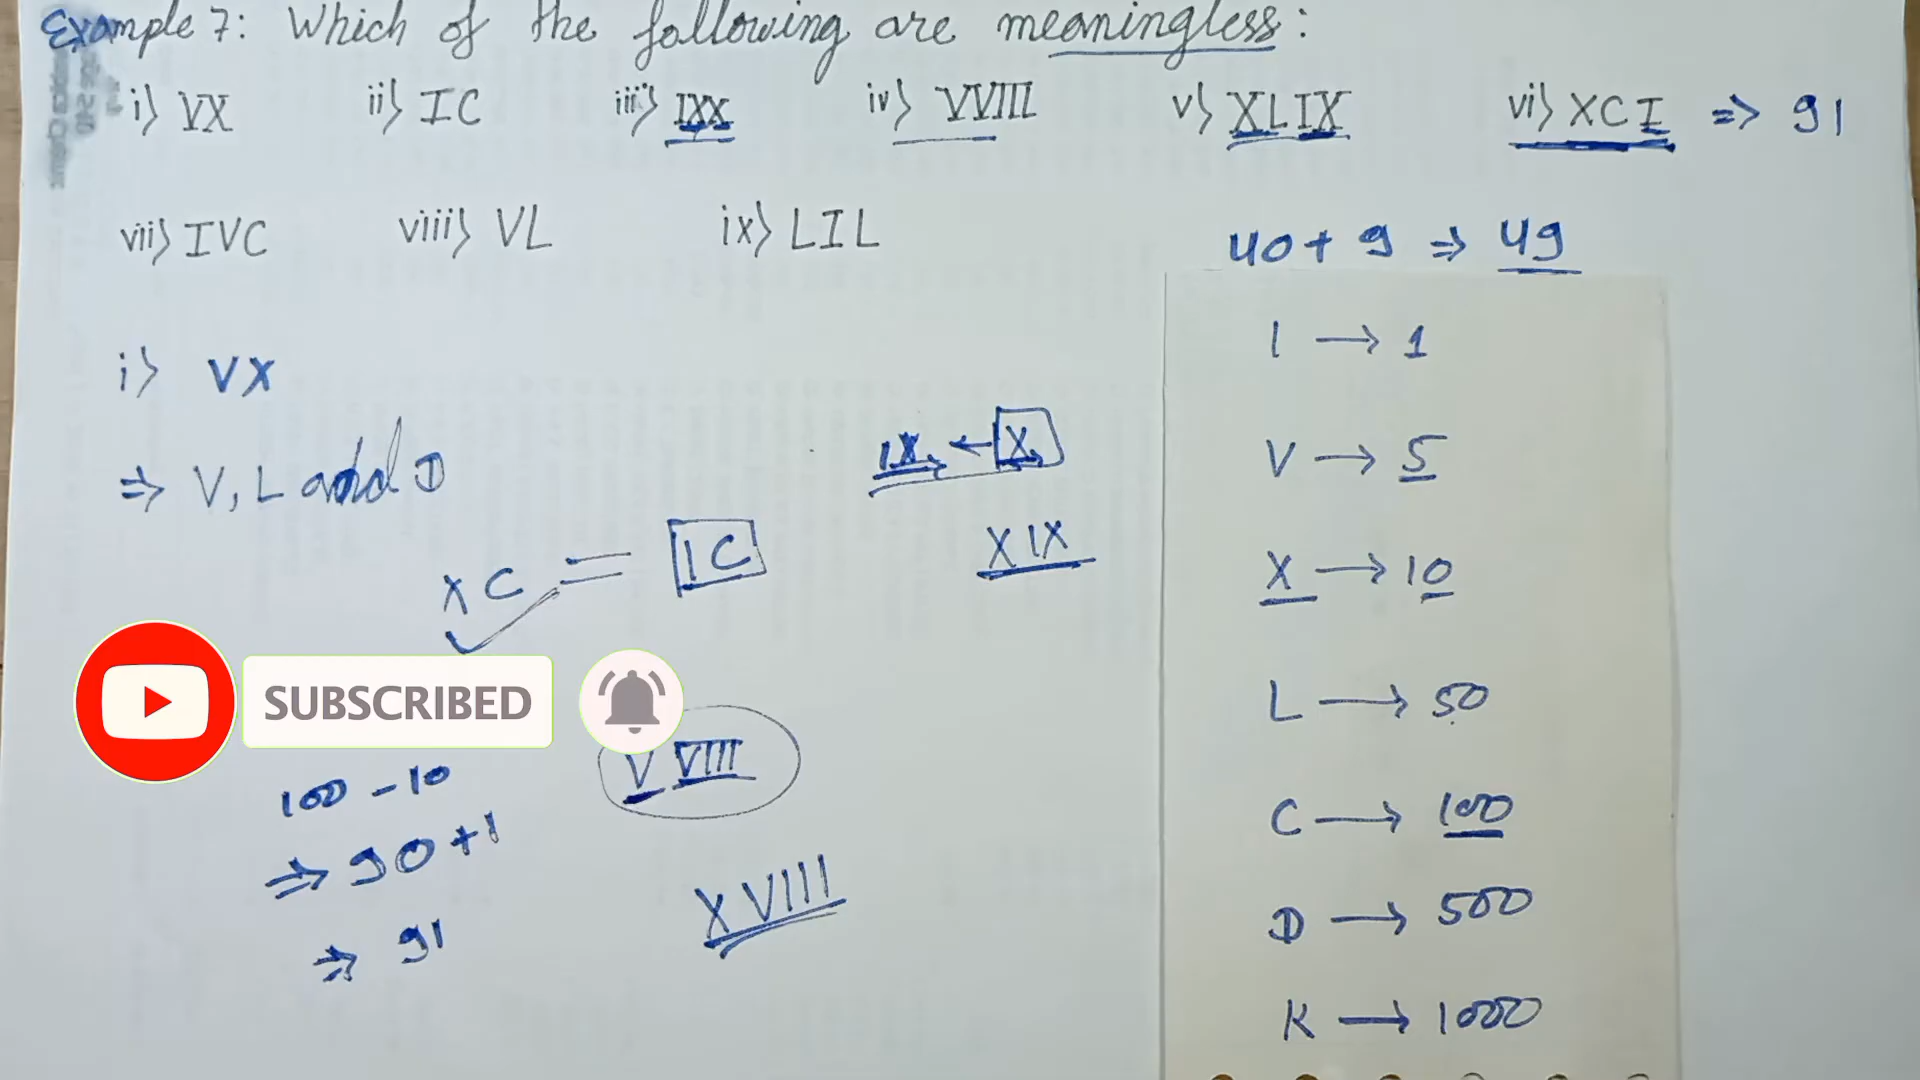 Example 7: Which of the following are meaningless:
i) VX ii) IC iii) IXX iv) VVIII v) XLIX vi) XCI => 91
vii) IVC viii) VL ix) LIL
40 + 9 => 49
i) VX
=> V, L and D
IX, ← X,
XC = IC
XIX
SUBSCRIBED
V VIII
100 - 10
=> 90 + 1
=> 91
XVIII
I → 1
V → 5
X → 10
L → 50
C → 100
D → 500
K → 1000